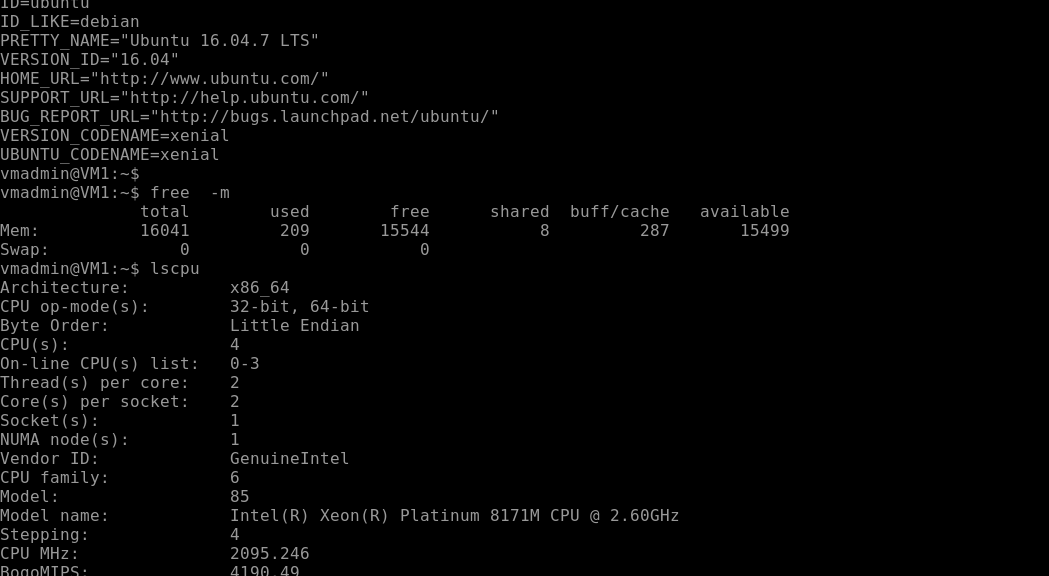 ID=ubuntu
ID_LIKE=debian
PRETTY_NAME="Ubuntu 16.04.7 LTS"
VERSION_ID="16.04"
HOME_URL="http://www.ubuntu.com/"
SUPPORT_URL="http://help.ubuntu.com/"
BUG_REPORT_URL="http://bugs.launchpad.net/ubuntu/"
VERSION_CODENAME=xenial
UBUNTU_CODENAME=xenial
vmadmin@VM1:~$
vmadmin@VM1:~$ free  -m
              total        used        free      shared  buff/cache   available
Mem:          16041         209       15544           8         287       15499
Swap:             0           0           0
vmadmin@VM1:~$ lscpu
Architecture:          x86_64
CPU op-mode(s):        32-bit, 64-bit
Byte Order:            Little Endian
CPU(s):                4
On-line CPU(s) list:   0-3
Thread(s) per core:    2
Core(s) per socket:    2
Socket(s):             1
NUMA node(s):          1
Vendor ID:             GenuineIntel
CPU family:            6
Model:                 85
Model name:            Intel(R) Xeon(R) Platinum 8171M CPU @ 2.60GHz
Stepping:              4
CPU MHz:               2095.246
BogoMIPS:              4190.49